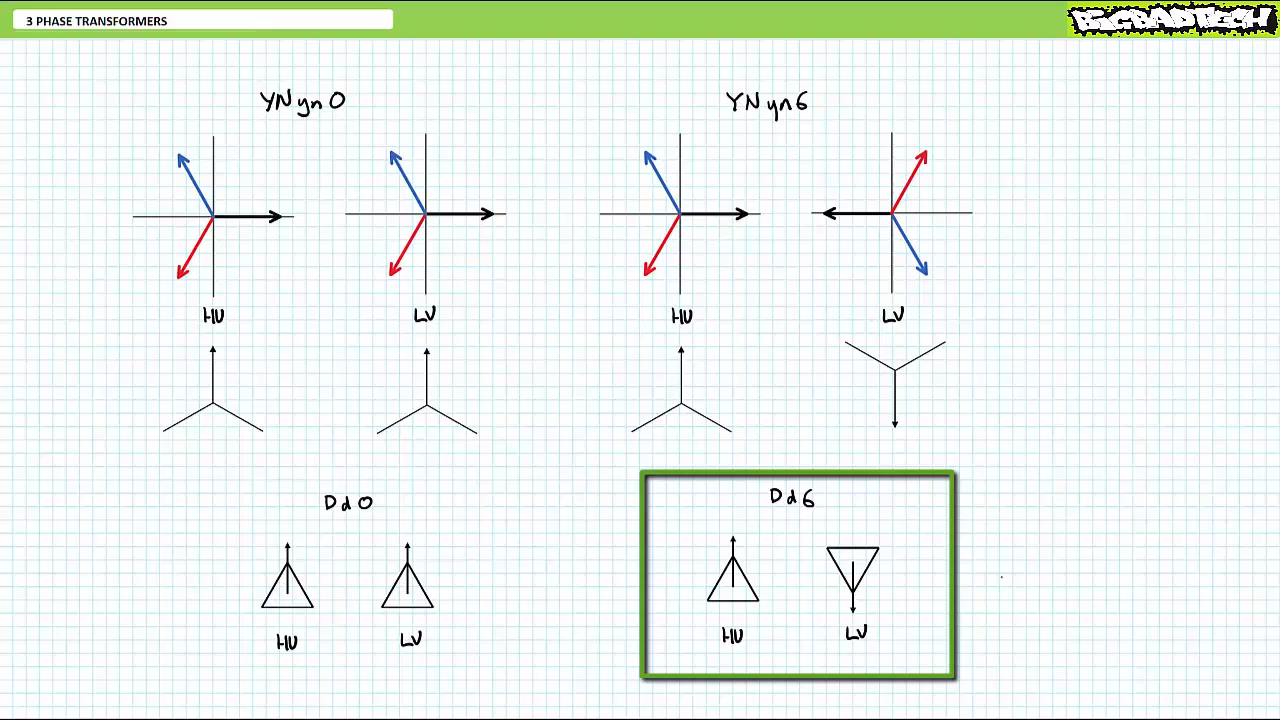 3 PHASE TRANSFORMERS
BIGBADTECH
YNyn0
YNyn6
HV
LV
HV
LV
Dd0
Dd6
HV
LV
HV
LV